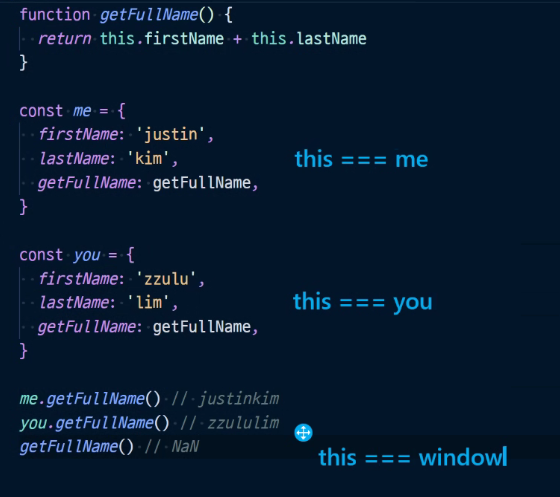 function getFullName() {
  return this.firstName + this.lastName
}
const me = {
  firstName: 'justin',
  lastName: 'kim', this === me
  getFullName: getFullName,
}
const you = {
  firstName: 'zzulu',
  lastName: 'lim', this === you
  getFullName: getFullName,
}
me.getFullName() // justinkim
you.getFullName() // zzululim
getFullName() // NaN
this === windowl